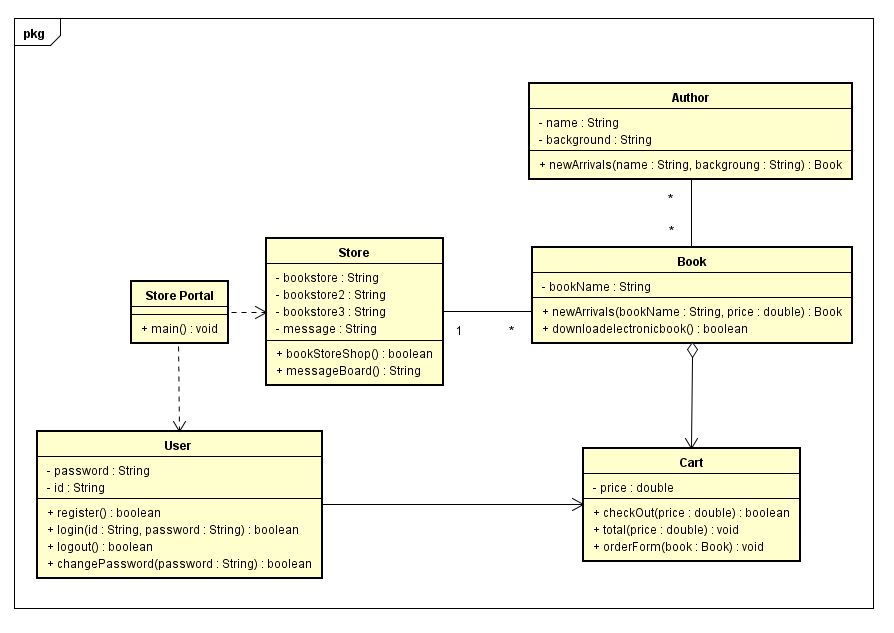 pkg
Author
- name : String
- background : String
+ newArrivals(name : String, backgroung : String) : Book
*
*
Store
- bookstore : String
- bookstore2 : String
- bookstore3 : String
- message : String
+ bookStoreShop() : boolean
+ messageBoard() : String
Store Portal
+ main() : void
1
*
Book
- bookName : String
+ newArrivals(bookName : String, price : double) : Book
+ downloadelectronicbook() : boolean
User
- password : String
- id : String
+ register() : boolean
+ login(id : String, password : String) : boolean
+ logout() : boolean
+ changePassword(password : String) : boolean
Cart
- price : double
+ checkOut(price : double) : boolean
+ total(price : double) : void
+ orderForm(book : Book) : void